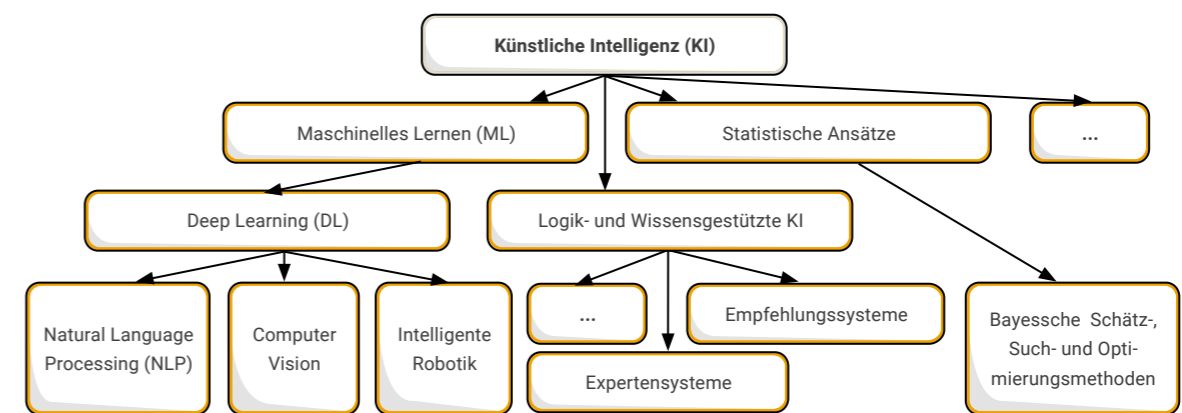 Künstliche Intelligenz (KI)
Maschinelles Lernen (ML)
Statistische Ansätze
...
Deep Learning (DL)
Logik- und Wissensgestützte KI
Natural Language
Processing (NLP)
Computer
Vision
Intelligente
Robotik
...
Empfehlungssysteme
Expertensysteme
Bayessche Schätz-,
Such- und Opti-
mierungsmethoden